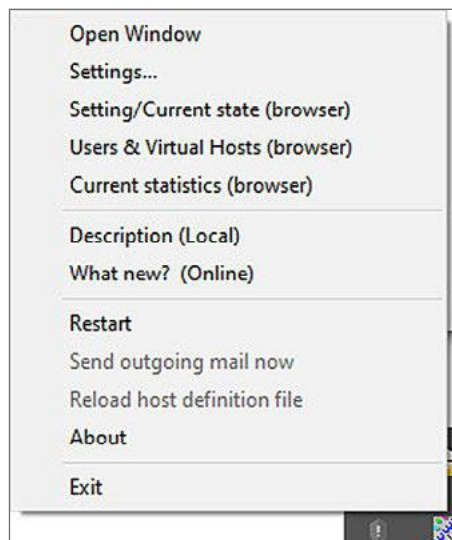 Open Window
Settings...
Setting/Current state (browser)
Users & Virtual Hosts (browser)
Current statistics (browser)
Description (Local)
What new?  (Online)
Restart
Send outgoing mail now
Reload host definition file
About
Exit